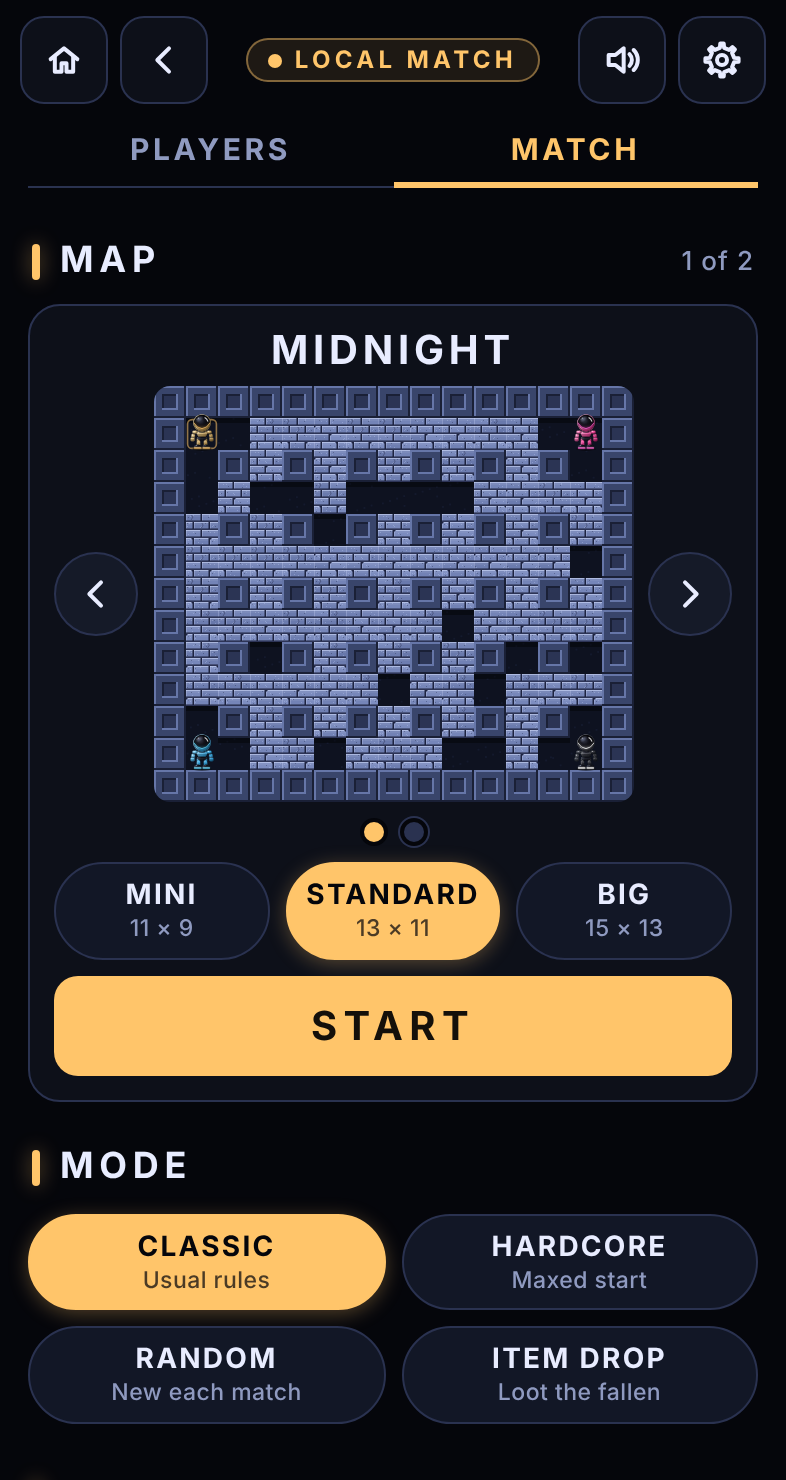 LOCAL MATCH
PLAYERS
MATCH
MAP
1 of 2
MIDNIGHT
MINI
11 × 9
STANDARD
13 × 11
BIG
15 × 13
START
MODE
CLASSIC
Usual rules
HARDCORE
Maxed start
RANDOM
New each match
ITEM DROP
Loot the fallen